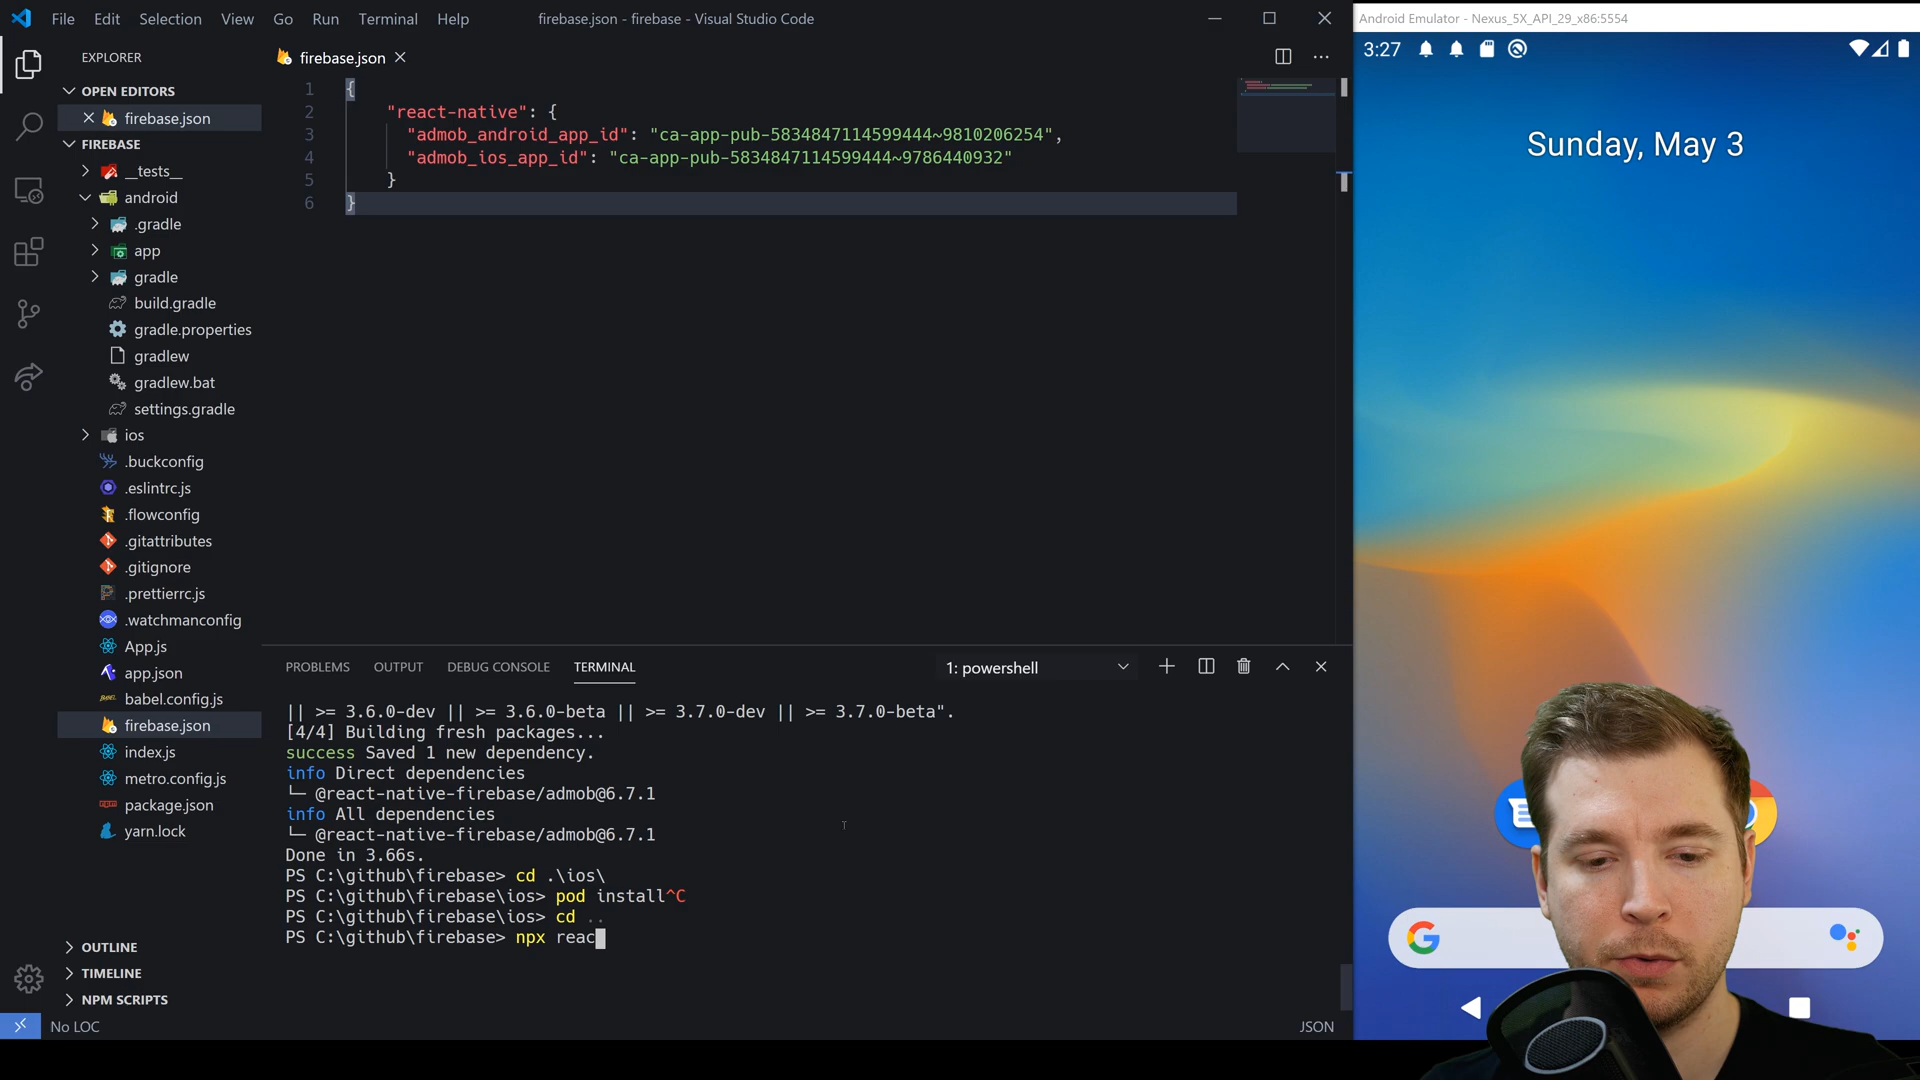 File Edit Selection View Go Run Terminal Help
firebase.json - firebase - Visual Studio Code
Android Emulator - Nexus_5X_API_29_x86:5554
EXPLORER
OPEN EDITORS
firebase.json
FIREBASE
__tests__
android
.gradle
app
gradle
build.gradle
gradle.properties
gradlew
gradlew.bat
settings.gradle
ios
.buckconfig
.eslintrc.js
.flowconfig
.gitattributes
.gitignore
.prettierrc.js
.watchmanconfig
App.js
app.json
babel.config.js
firebase.json
index.js
metro.config.js
package.json
yarn.lock
OUTLINE
TIMELINE
NPM SCRIPTS
No LOC
firebase.json
1 {
2 "react-native": {
3 "admob_android_app_id": "ca-app-pub-5834847114599444~9810206254",
4 "admob_ios_app_id": "ca-app-pub-5834847114599444~9786440932"
5 }
6 }
PROBLEMS OUTPUT DEBUG CONSOLE TERMINAL
1: powershell
|| >= 3.6.0-dev || >= 3.6.0-beta || >= 3.7.0-dev || >= 3.7.0-beta".
[4/4] Building fresh packages...
success Saved 1 new dependency.
info Direct dependencies
└─ @react-native-firebase/admob@6.7.1
info All dependencies
└─ @react-native-firebase/admob@6.7.1
Done in 3.66s.
PS C:\github\firebase> cd .\ios\
PS C:\github\firebase\ios> pod install^C
PS C:\github\firebase\ios> cd ..
PS C:\github\firebase> npx reac
JSON
3:27
Sunday, May 3